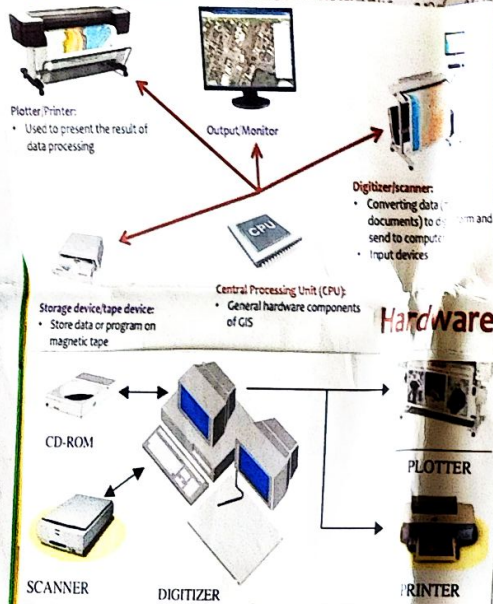 Plotter/Printer:
• Used to present the result of
data processing
Output/Monitor
Digitizer/scanner:
• Converting data (
documents) to and
send to compute
• Input devices
CPU
Storage device/tape device:
• Store data or program on
magnetic tape
Central Processing Unit (CPU):
• General hardware components
of GIS
Hardware
CD-ROM
PLOTTER
SCANNER
DIGITIZER
PRINTER